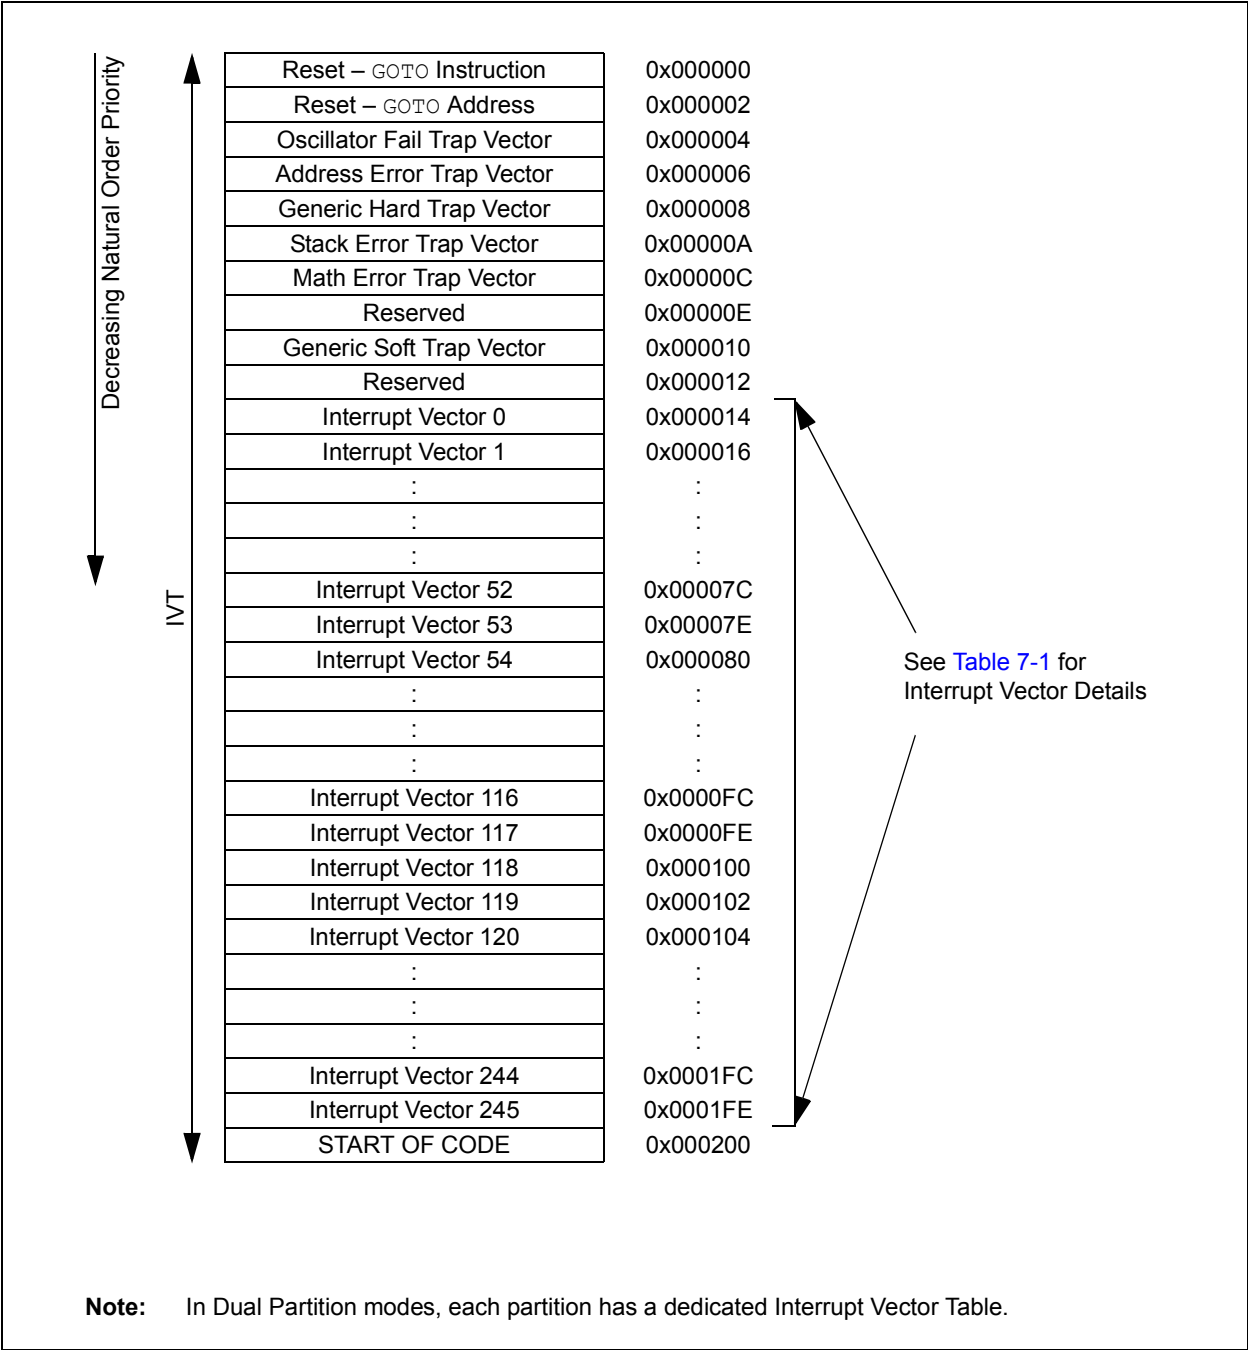 Decreasing Natural Order Priority
IVT
Reset – GOTO Instruction 0x000000
Reset – GOTO Address 0x000002
Oscillator Fail Trap Vector 0x000004
Address Error Trap Vector 0x000006
Generic Hard Trap Vector 0x000008
Stack Error Trap Vector 0x00000A
Math Error Trap Vector 0x00000C
Reserved 0x00000E
Generic Soft Trap Vector 0x000010
Reserved 0x000012
Interrupt Vector 0 0x000014
Interrupt Vector 1 0x000016
: :
: :
: :
Interrupt Vector 52 0x00007C
Interrupt Vector 53 0x00007E
Interrupt Vector 54 0x000080
: :
: :
: :
Interrupt Vector 116 0x0000FC
Interrupt Vector 117 0x0000FE
Interrupt Vector 118 0x000100
Interrupt Vector 119 0x000102
Interrupt Vector 120 0x000104
: :
: :
: :
Interrupt Vector 244 0x0001FC
Interrupt Vector 245 0x0001FE
START OF CODE 0x000200
See Table 7-1 for
Interrupt Vector Details
Note: In Dual Partition modes, each partition has a dedicated Interrupt Vector Table.